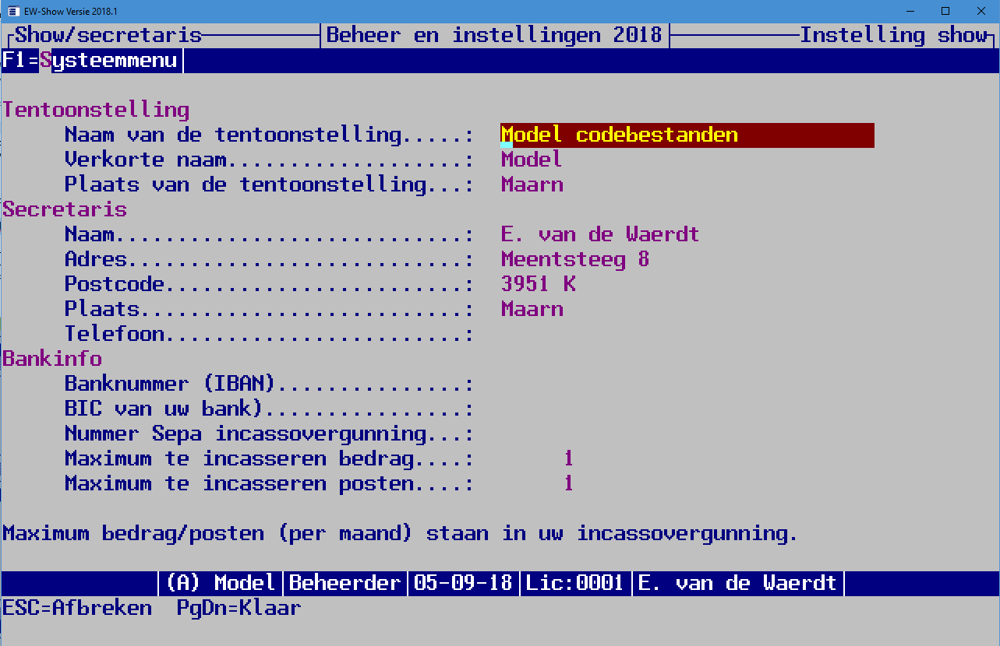 EW-Show Versie 2018.1
Show/secretaris Beheer en instellingen 2018 Instelling show
F1=Systeemmenu
Tentoonstelling
Naam van de tentoonstelling.....: Model codebestanden
Verkorte naam...................: Model
Plaats van de tentoonstelling...: Maarn
Secretaris
Naam............................: E. van de Waerdt
Adres...........................: Meentsteeg 8
Postcode........................: 3951 K
Plaats..........................: Maarn
Telefoon........................:
Bankinfo
Banknummer (IBAN)...............:
BIC van uw bank)................:
Nummer Sepa incassovergunning...:
Maximum te incasseren bedrag....: 1
Maximum te incasseren posten....: 1
Maximum bedrag/posten (per maand) staan in uw incassovergunning.
(A) Model Beheerder 05-09-18 Lic:0001 E. van de Waerdt
ESC=Afbreken PgDn=Klaar